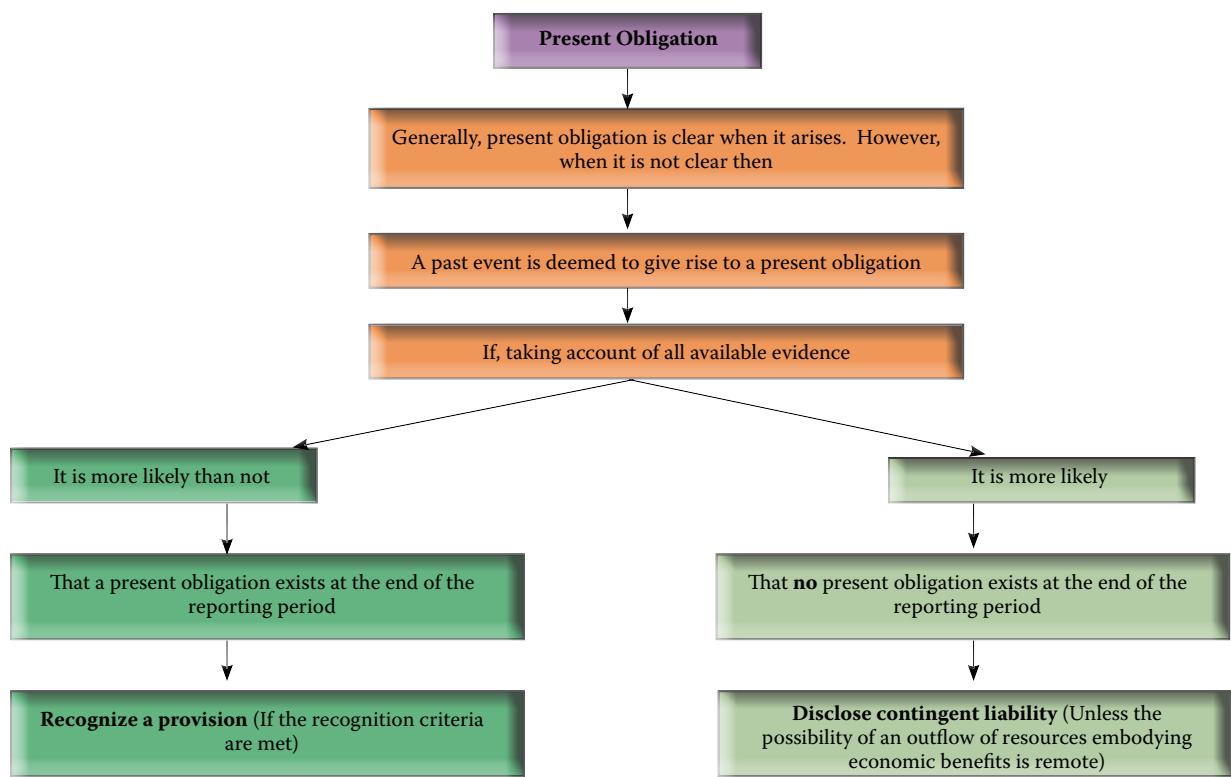 Present Obligation
Generally, present obligation is clear when it arises.  However,
when it is not clear then
A past event is deemed to give rise to a present obligation
If, taking account of all available evidence
It is more likely than not
That a present obligation exists at the end of the
reporting period
Recognize a provision (If the recognition criteria
are met)
It is more likely
That no present obligation exists at the end of the
reporting period
Disclose contingent liability (Unless the
possibility of an outflow of resources embodying
economic benefits is remote)